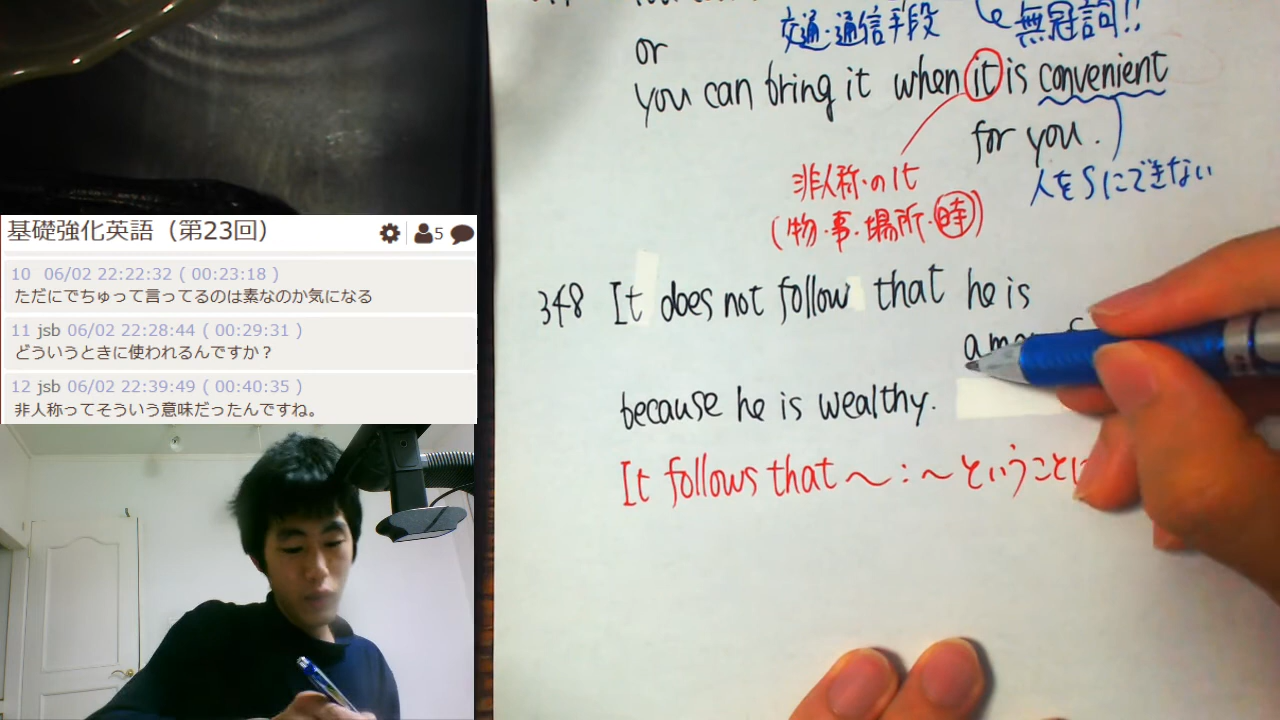 基礎強化英語（第23回）
5
10 06/02 22:22:32 ( 00:23:18 )
ただにでちゅって言ってるのは素なのか気になる
11 jsb 06/02 22:28:44 ( 00:29:31 )
どういうときに使われるんですか？
12 jsb 06/02 22:39:49 ( 00:40:35 )
非人称ってそういう意味だったんですね。
交通・通信手段
無冠詞!!
or
you can bring it when it is convenient
for you.
非人称のit
(物・事・場所・時)
人をSにできない
348 It does not follow that he is
a
because he is wealthy.
It follows that ～：～ということに